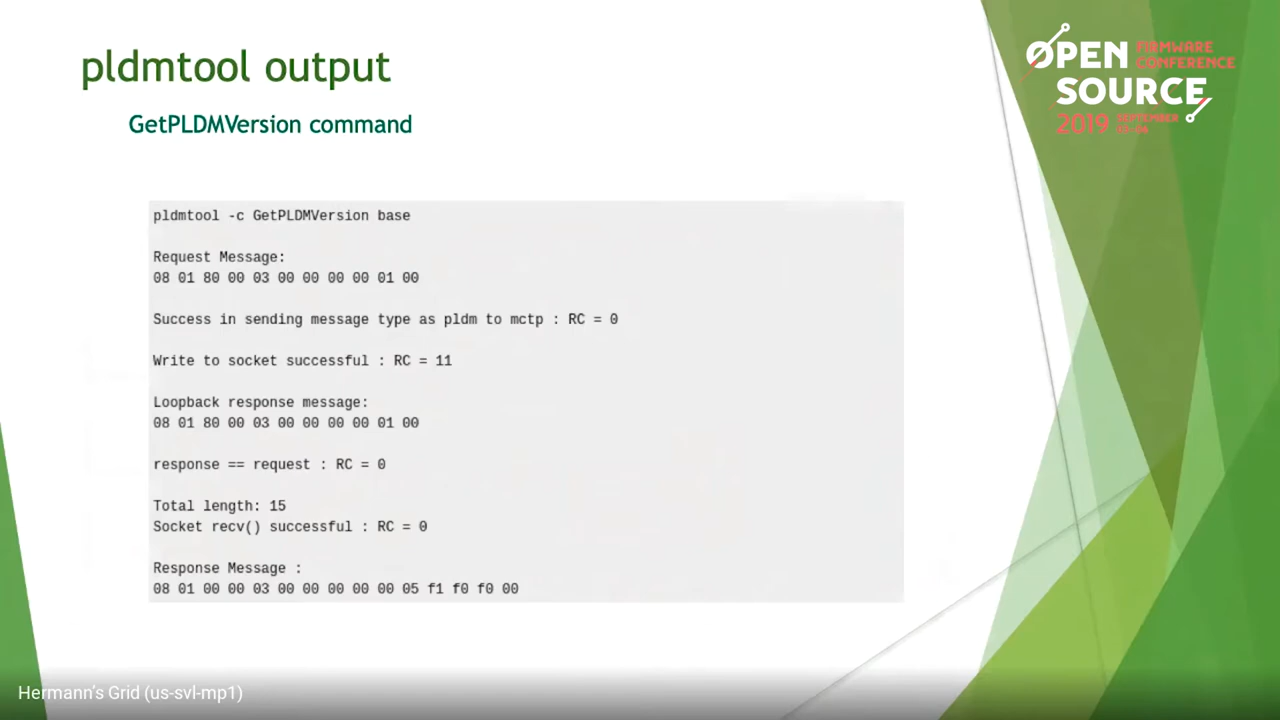 pldmtool output
GetPLDMVersion command
OPEN FIRMWARE CONFERENCE
SOURCE
2019 SEPTEMBER
pldmtool -c GetPLDMVersion base
Request Message:
08 01 80 00 03 00 00 00 00 01 00
Success in sending message type as pldm to mctp : RC = 0
Write to socket successful : RC = 11
Loopback response message:
08 01 80 00 03 00 00 00 00 01 00
response == request : RC = 0
Total length: 15
Socket recv() successful : RC = 0
Response Message :
08 01 00 00 03 00 00 00 00 00 05 f1 f0 f0 00
Hermann's Grid (us-svl-mp1)